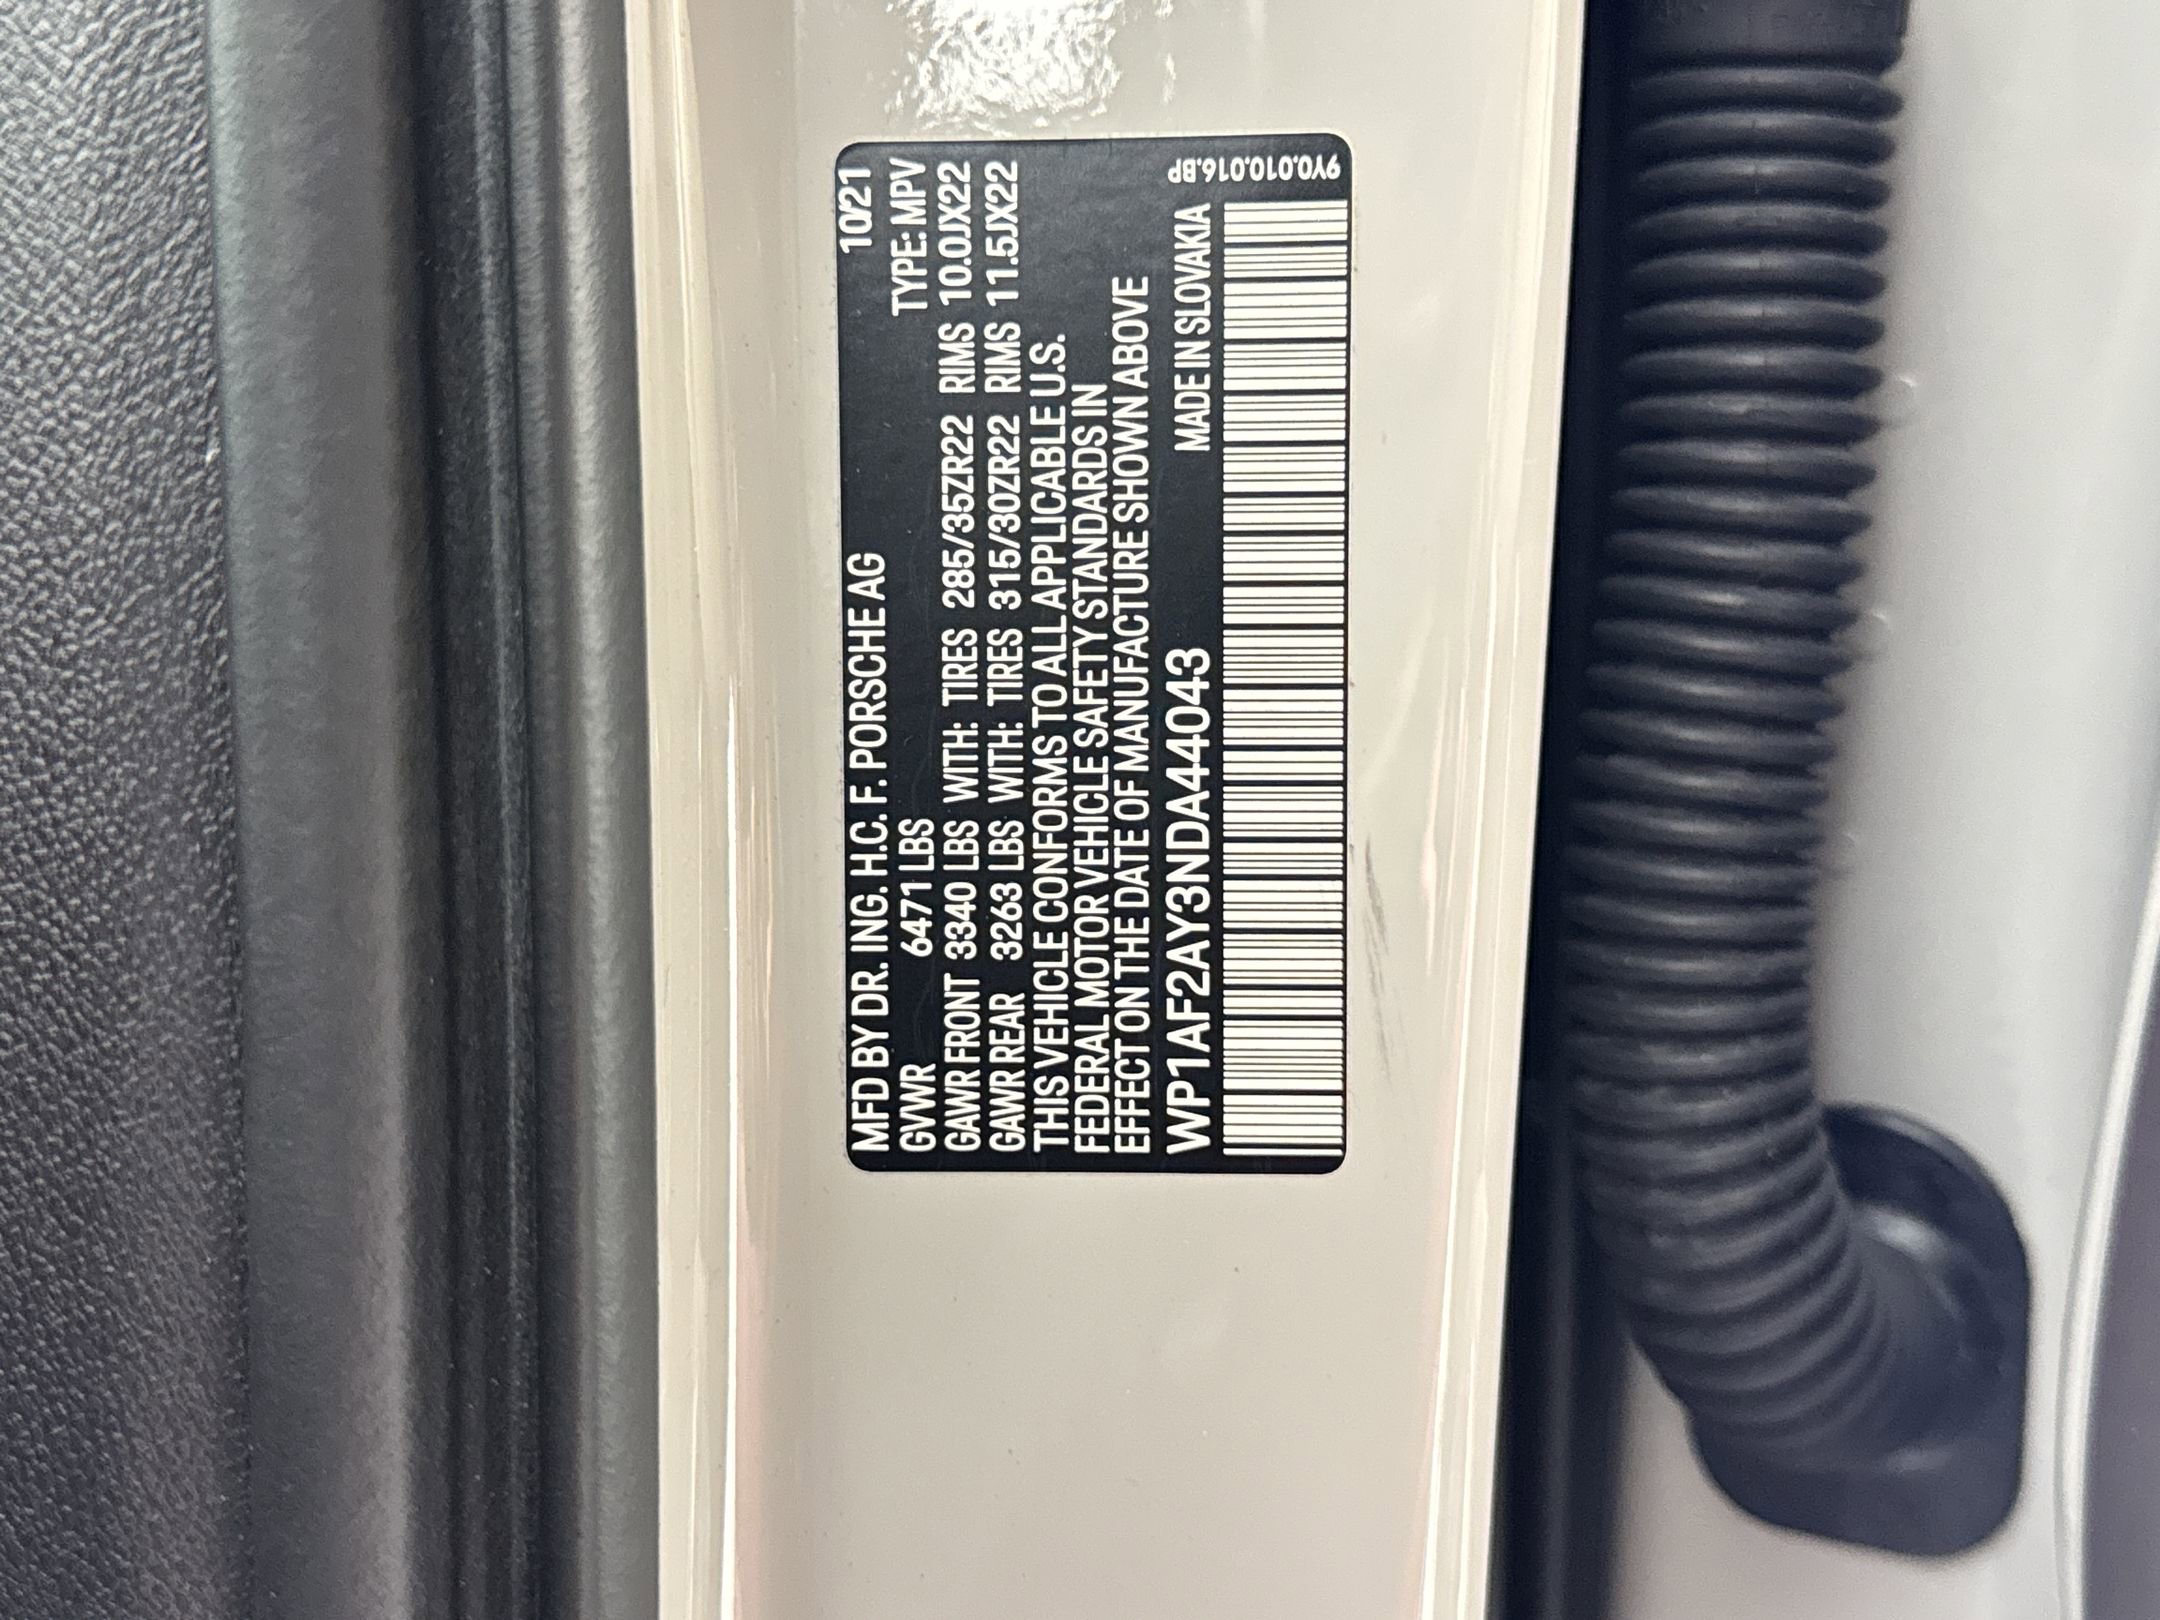 MFD BY DR. ING. H.C. F. PORSCHE AG 10/21
GVWR 6471 LBS TYPE: MPV
GAWR FRONT 3340 LBS WITH: TIRES 285/35ZR22 RIMS 10.0JX22
GAWR REAR 3263 LBS WITH: TIRES 315/30ZR22 RIMS 11.5JX22
THIS VEHICLE CONFORMS TO ALL APPLICABLE U.S.
FEDERAL MOTOR VEHICLE SAFETY STANDARDS IN
EFFECT ON THE DATE OF MANUFACTURE SHOWN ABOVE
WP1AF2AY3NDA44043 MADE IN SLOVAKIA
9Y0.010.016.BP